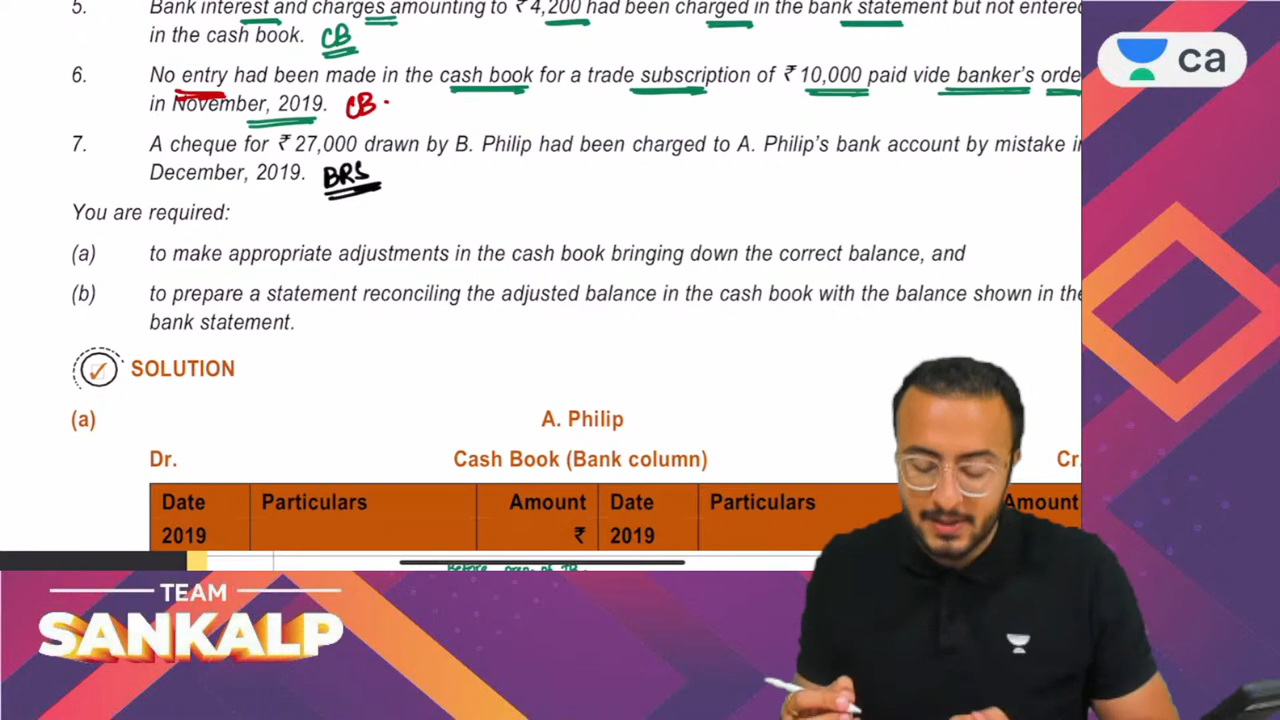 5. Bank interest and charges amounting to ₹ 4,200 had been charged in the bank statement but not entered
in the cash book. CB
6. No entry had been made in the cash book for a trade subscription of ₹ 10,000 paid vide banker's orde
in November, 2019. CB
7. A cheque for ₹ 27,000 drawn by B. Philip had been charged to A. Philip's bank account by mistake in
December, 2019. BRS
You are required:
(a) to make appropriate adjustments in the cash book bringing down the correct balance, and
(b) to prepare a statement reconciling the adjusted balance in the cash book with the balance shown in the
bank statement.
SOLUTION
(a) A. Philip
Dr. Cash Book (Bank column) Cr.
Date Particulars Amount Date Particulars Amount
2019 ₹ 2019
Before prep. of TB
TEAM
SANKALP
ca